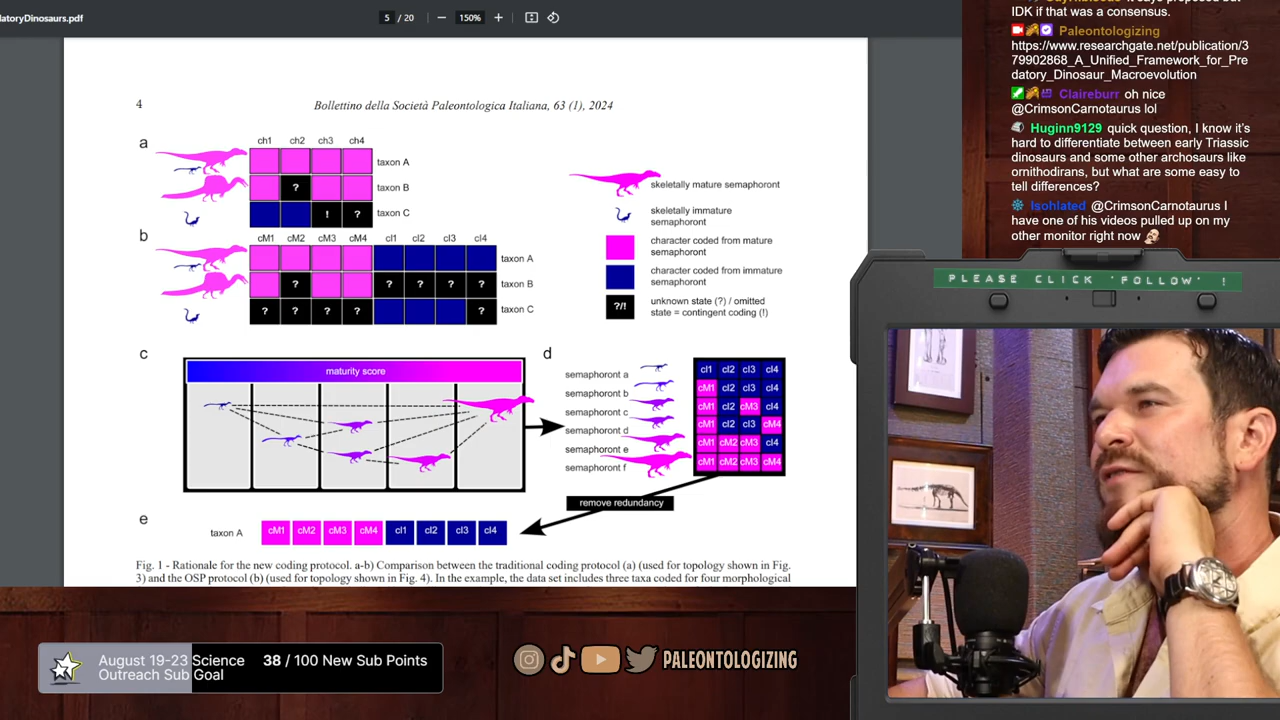 latoryDinosaurs.pdf
5 / 20
150%
4
Bollettino della Società Paleontologica Italiana, 63 (1), 2024
a
ch1 ch2 ch3 ch4
taxon A
? taxon B
! ? taxon C
b
cM1 cM2 cM3 cM4 cI1 cI2 cI3 cI4
taxon A
? ? ? ? ? taxon B
? ? ? ? ? taxon C
skeletally mature semaphoront
skeletally immature
semaphoront
character coded from mature
semaphoront
character coded from immature
semaphoront
?/!
unknown state (?) / omitted
state = contingent coding (!)
c
maturity score
d
semaphoront a
semaphoront b
semaphoront c
semaphoront d
semaphoront e
semaphoront f
cI1 cI2 cI3 cI4
cM1 cI2 cI3 cI4
cM1 cI2 cM3 cI4
cM1 cI2 cI3 cM4
cM1 cM2 cM3 cI4
cM1 cM2 cM3 cM4
remove redundancy
e
taxon A cM1 cM2 cM3 cM4 cI1 cI2 cI3 cI4
Fig. 1 - Rationale for the new coding protocol. a-b) Comparison between the traditional coding protocol (a) (used for topology shown in Fig.
3) and the OSP protocol (b) (used for topology shown in Fig. 4). In the example, the data set includes three taxa coded for four morphological
IDK if that was a consensus.
Paleontologizing
https://www.researchgate.net/publication/3
79902868_A_Unified_Framework_for_Pre
datory_Dinosaur_Macroevolution
Claireburr oh nice
@CrimsonCarnotaurus lol
Huginn9129 quick question, I know it's
hard to differentiate between early Triassic
dinosaurs and some other archosaurs like
ornithodirans, but what are some easy to
tell differences?
Isohlated @CrimsonCarnotaurus I
have one of his videos pulled up on my
other monitor right now
PLEASE CLICK 'FOLLOW' !
August 19-23 Science
Outreach Sub Goal
38 / 100 New Sub Points
PALEONTOLOGIZING